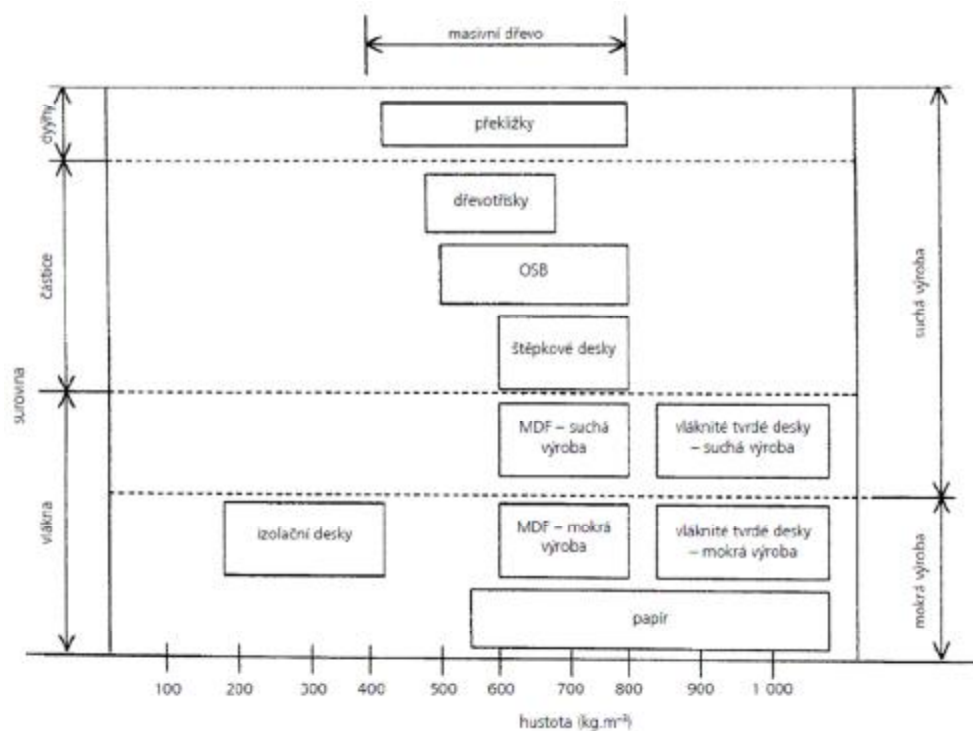 masivní dřevo
dýýhy
překližky
částice
dřevotřísky
OSB
štěpkové desky
suchá výroba
surovina
vlákna
MDF – suchá
výroba
vláknité tvrdé desky
– suchá výroba
izolační desky
MDF – mokrá
výroba
vláknité tvrdé desky
– mokrá výroba
mokrá výroba
papír
100 200 300 400 500 600 700 800 900 1 000
hustota (kg.m⁻³)